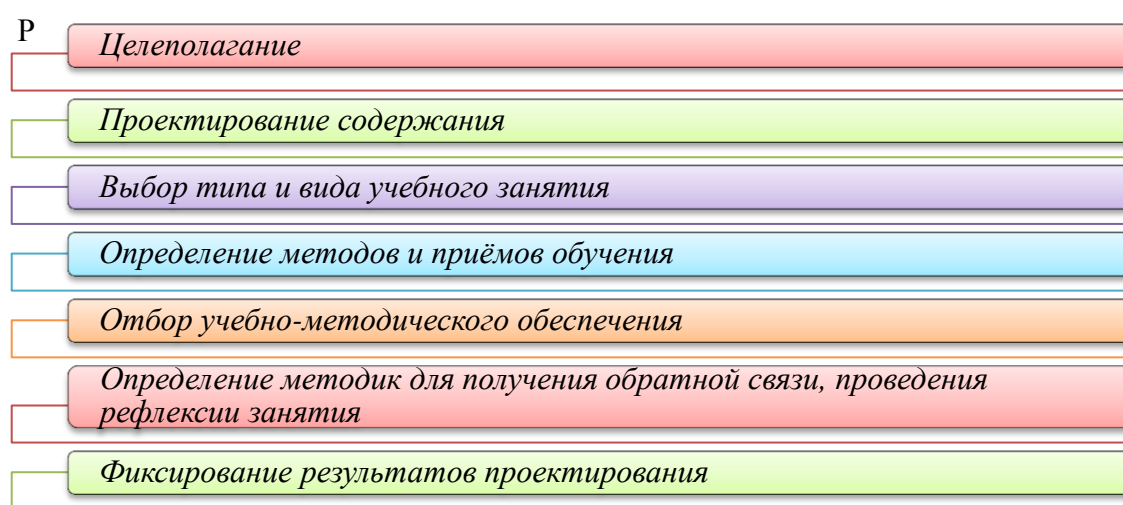 Р
Целеполагание
Проектирование содержания
Выбор типа и вида учебного занятия
Определение методов и приёмов обучения
Отбор учебно-методического обеспечения
Определение методик для получения обратной связи, проведения
рефлексии занятия
Фиксирование результатов проектирования